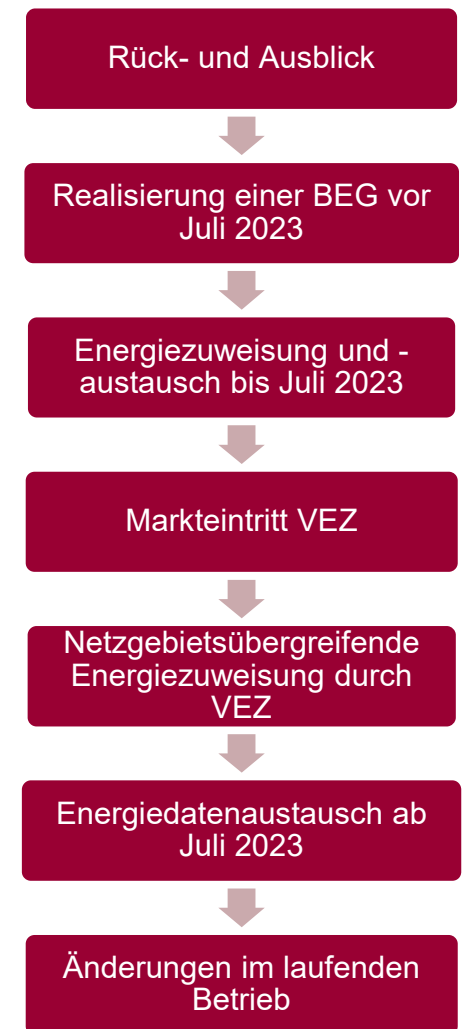 Rück- und Ausblick
Realisierung einer BEG vor
Juli 2023
Energiezuweisung und -
austausch bis Juli 2023
Markteintritt VEZ
Netzgebietsübergreifende
Energiezuweisung durch
VEZ
Energiedatenaustausch ab
Juli 2023
Änderungen im laufenden
Betrieb